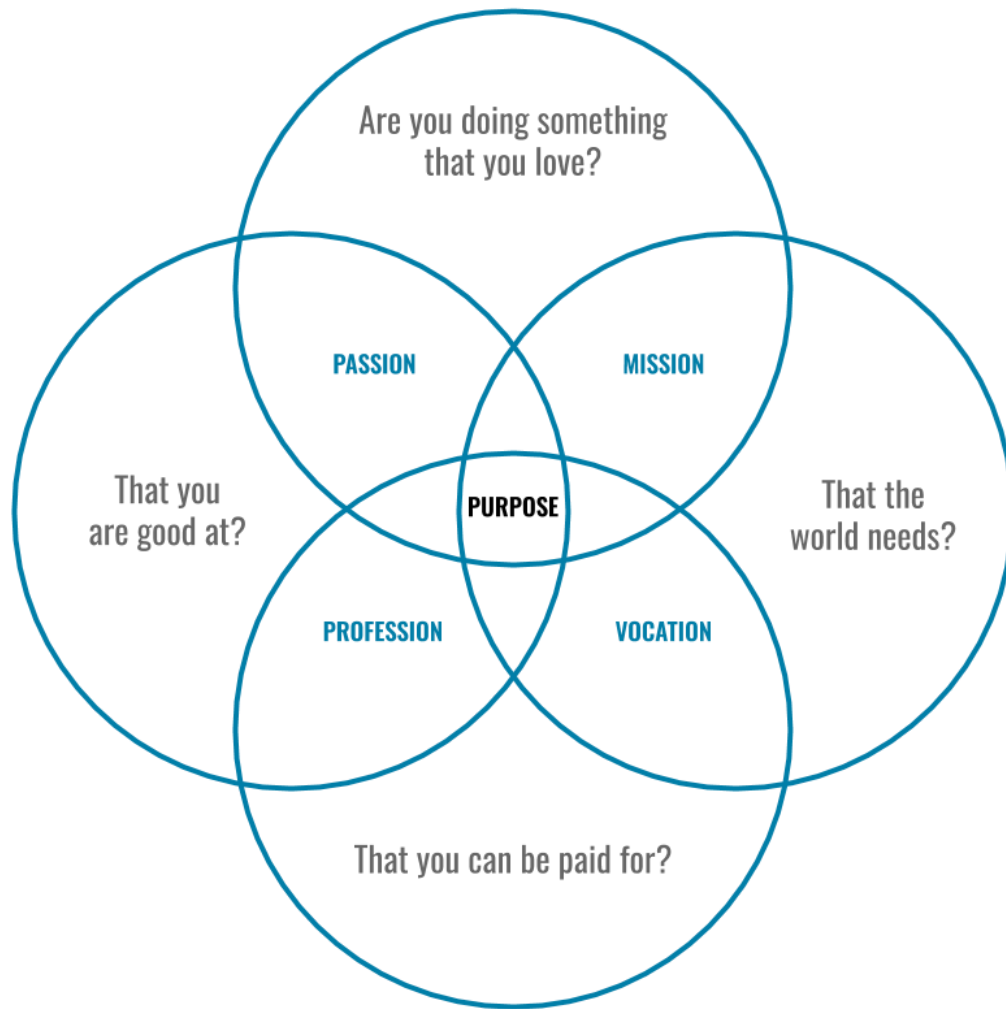 Are you doing something
that you love?
PASSION
MISSION
That you
are good at?
PURPOSE
That the
world needs?
PROFESSION
VOCATION
That you can be paid for?